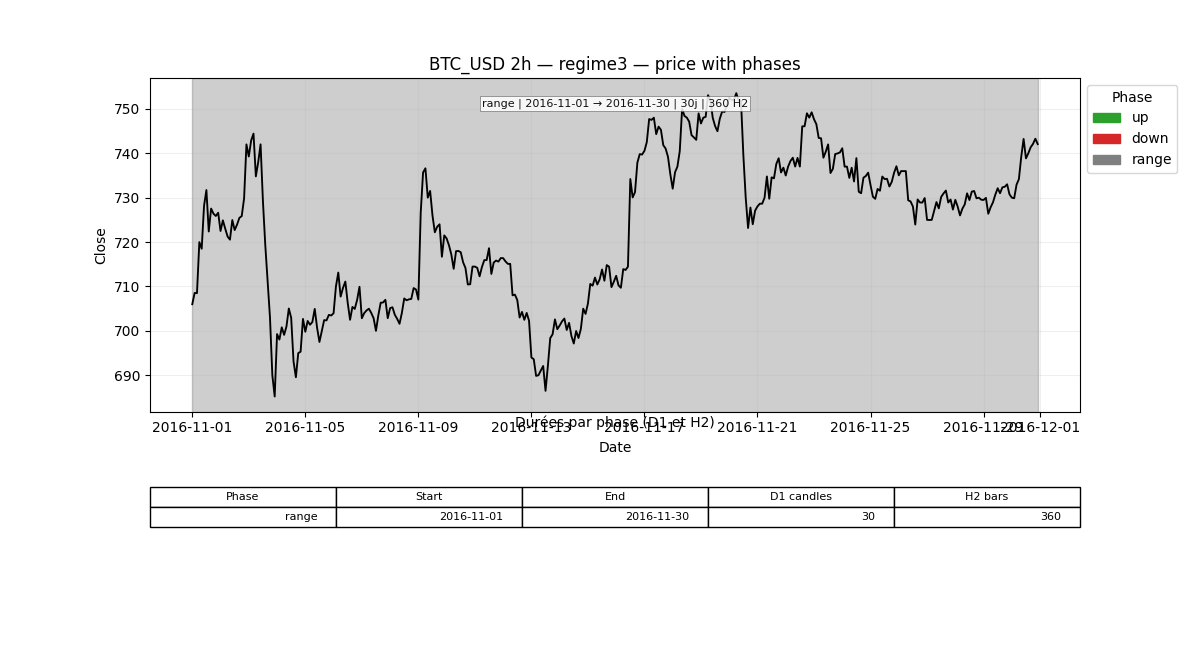 BTC_USD 2h — regime3 — price with phases
range | 2016-11-01 → 2016-11-30 | 30j | 360 H2
Phase
up
down
range
Close
750
740
730
720
710
700
690
Durées par phase (D1 et H2)
2016-11-01 2016-11-05 2016-11-09 2016-11-13 2016-11-17 2016-11-21 2016-11-25 2016-11-29 2016-12-01
Date
Phase Start End D1 candles H2 bars
range 2016-11-01 2016-11-30 30 360